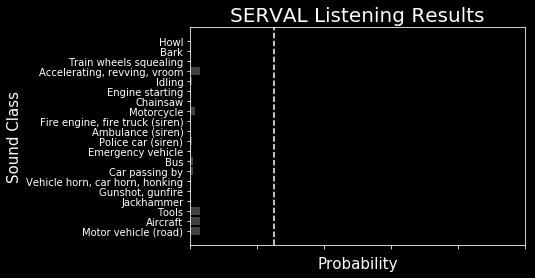 SERVAL Listening Results
Howl
Bark
Train wheels squealing
Accelerating, revving, vroom
Idling
Engine starting
Chainsaw
Motorcycle
Fire engine, fire truck (siren)
Ambulance (siren)
Police car (siren)
Emergency vehicle
Bus
Car passing by
Vehicle horn, car horn, honking
Gunshot, gunfire
Jackhammer
Tools
Aircraft
Motor vehicle (road)
Sound Class
Probability